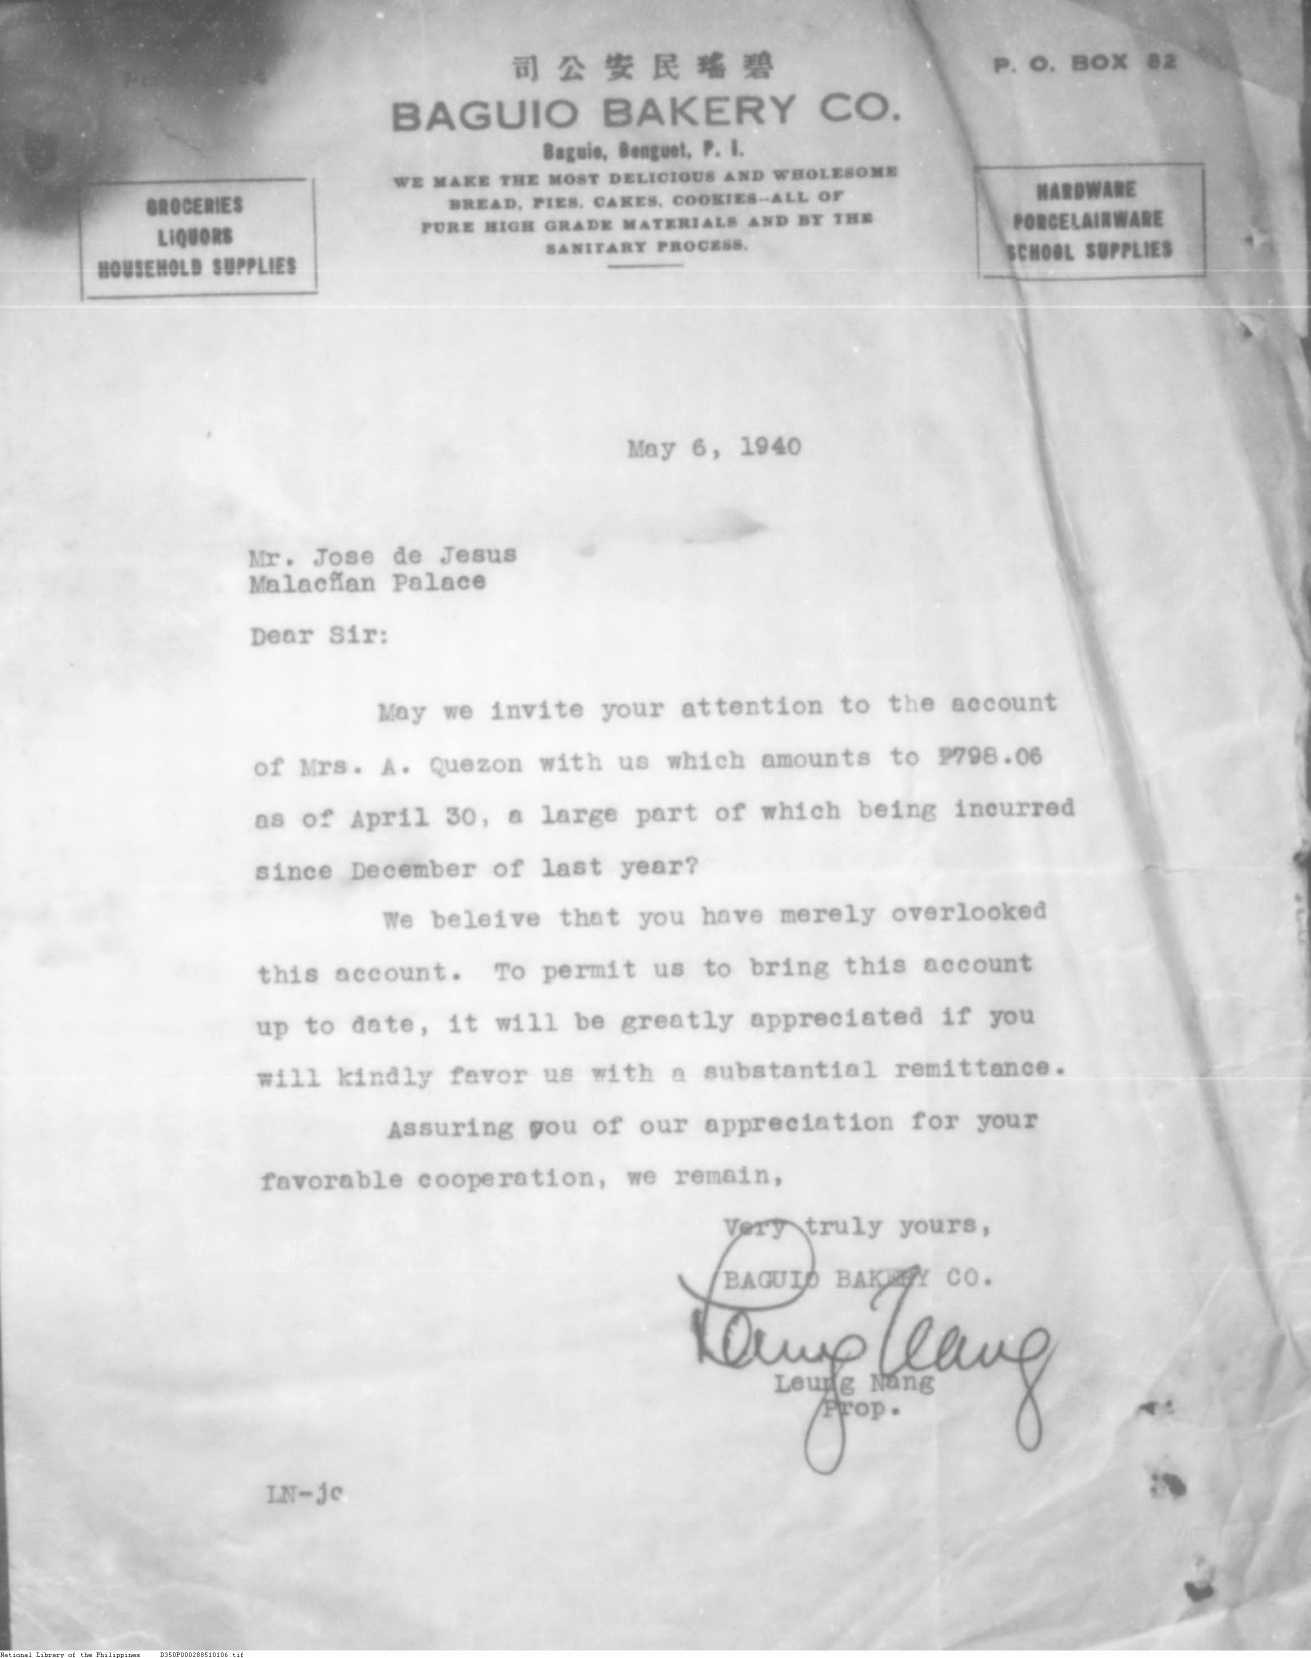 司公安民瑤碧
P. O. BOX 82
BAGUIO BAKERY CO.
Baguio, Benguet, P. I.
WE MAKE THE MOST DELICIOUS AND WHOLESOME
BREAD, PIES, CAKES, COOKIES--ALL OF
PURE HIGH GRADE MATERIALS AND BY THE
SANITARY PROCESS.
GROCERIES
LIQUORS
HOUSEHOLD SUPPLIES
HARDWARE
PORCELAINWARE
SCHOOL SUPPLIES
May 6, 1940
Mr. Jose de Jesus
Malacñan Palace
Dear Sir:
May we invite your attention to the account
of Mrs. A. Quezon with us which amounts to ₱798.06
as of April 30, a large part of which being incurred
since December of last year?
We beleive that you have merely overlooked
this account. To permit us to bring this account
up to date, it will be greatly appreciated if you
will kindly favor us with a substantial remittance.
Assuring you of our appreciation for your
favorable cooperation, we remain,
Very truly yours,
BAGUIO BAKERY CO.
Leung Nang
Leung Nang
Prop.
LN-jc
National Library of the Philippines D350P000288510106.tif